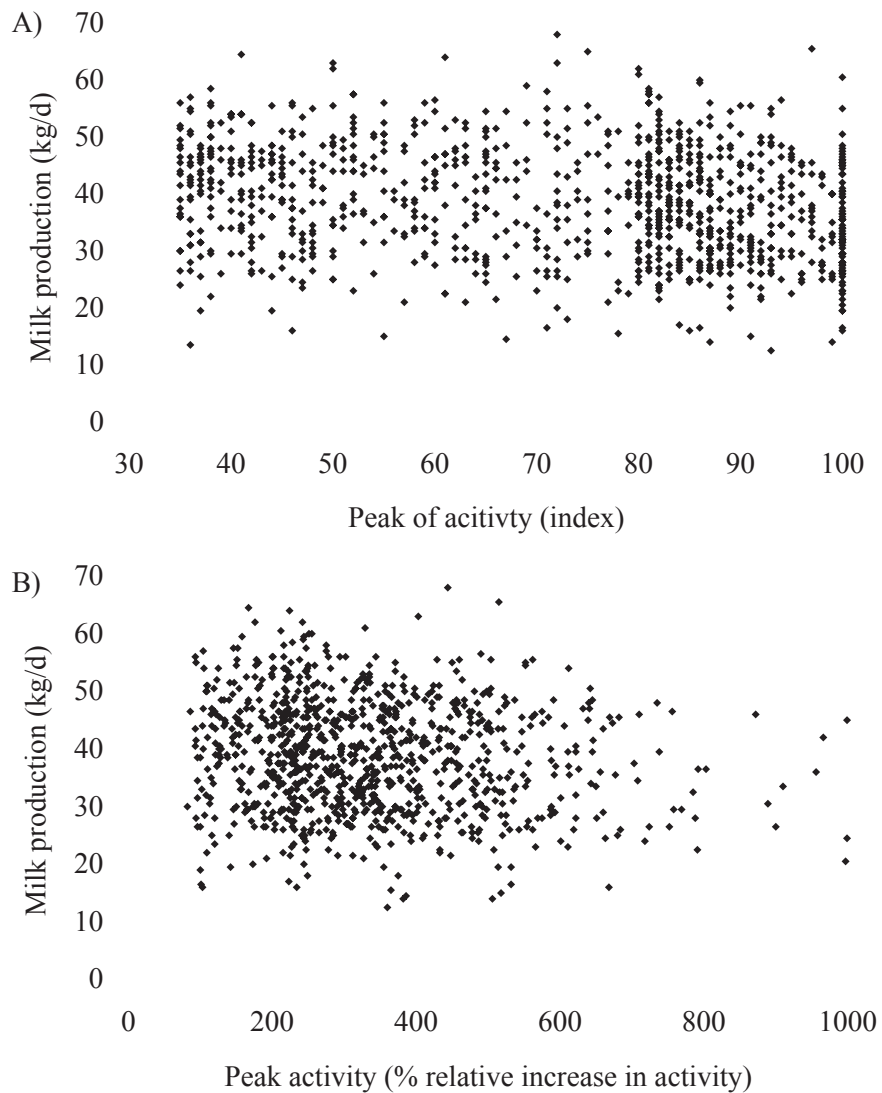 A)
70
60
50
40
30
20
10
0
Milk production (kg/d)
30 40 50 60 70 80 90 100
Peak of acitivty (index)
B)
70
60
50
40
30
20
10
0
Milk production (kg/d)
0 200 400 600 800 1000
Peak activity (% relative increase in activity)